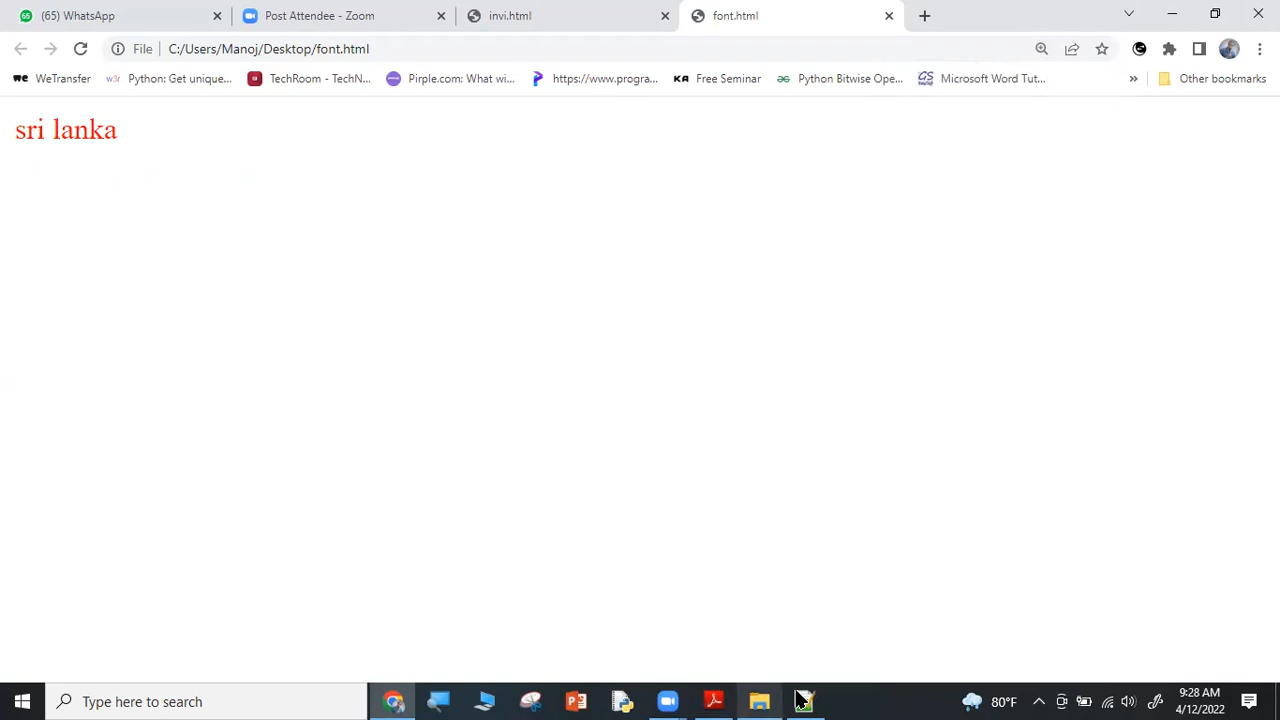 (65) WhatsApp
Post Attendee - Zoom
invi.html
font.html
File
C:/Users/Manoj/Desktop/font.html
WeTransfer
Python: Get unique...
TechRoom - TechN...
Pirple.com: What wi...
https://www.progra...
Free Seminar
Python Bitwise Ope...
Microsoft Word Tut...
»
Other bookmarks
sri lanka
Type here to search
80°F
9:28 AM
4/12/2022